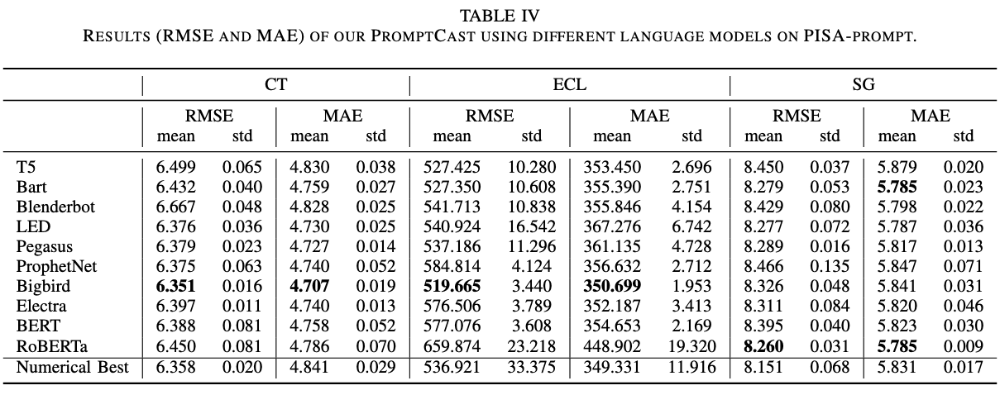 TABLE IV
RESULTS (RMSE AND MAE) OF OUR PROMPTCAST USING DIFFERENT LANGUAGE MODELS ON PISA-PROMPT.
CT ECL SG
RMSE MAE RMSE MAE RMSE MAE
mean std mean std mean std mean std mean std mean std
T5 6.499 0.065 4.830 0.038 527.425 10.280 353.450 2.696 8.450 0.037 5.879 0.020
Bart 6.432 0.040 4.759 0.027 527.350 10.608 355.390 2.751 8.279 0.053 5.785 0.023
Blenderbot 6.667 0.048 4.828 0.025 541.713 10.838 355.846 4.154 8.429 0.080 5.798 0.022
LED 6.376 0.036 4.730 0.025 540.924 16.542 367.276 6.742 8.277 0.072 5.787 0.036
Pegasus 6.379 0.023 4.727 0.014 537.186 11.296 361.135 4.728 8.289 0.016 5.817 0.013
ProphetNet 6.375 0.063 4.740 0.052 584.814 4.124 356.632 2.712 8.466 0.135 5.847 0.071
Bigbird 6.351 0.016 4.707 0.019 519.665 3.440 350.699 1.953 8.326 0.048 5.841 0.031
Electra 6.397 0.011 4.740 0.013 576.506 3.789 352.187 3.413 8.311 0.084 5.820 0.046
BERT 6.388 0.081 4.758 0.052 577.076 3.608 354.653 2.169 8.395 0.040 5.823 0.030
RoBERTa 6.450 0.081 4.786 0.070 659.874 23.218 448.902 19.320 8.260 0.031 5.785 0.009
Numerical Best 6.358 0.020 4.841 0.029 536.921 33.375 349.331 11.916 8.151 0.068 5.831 0.017